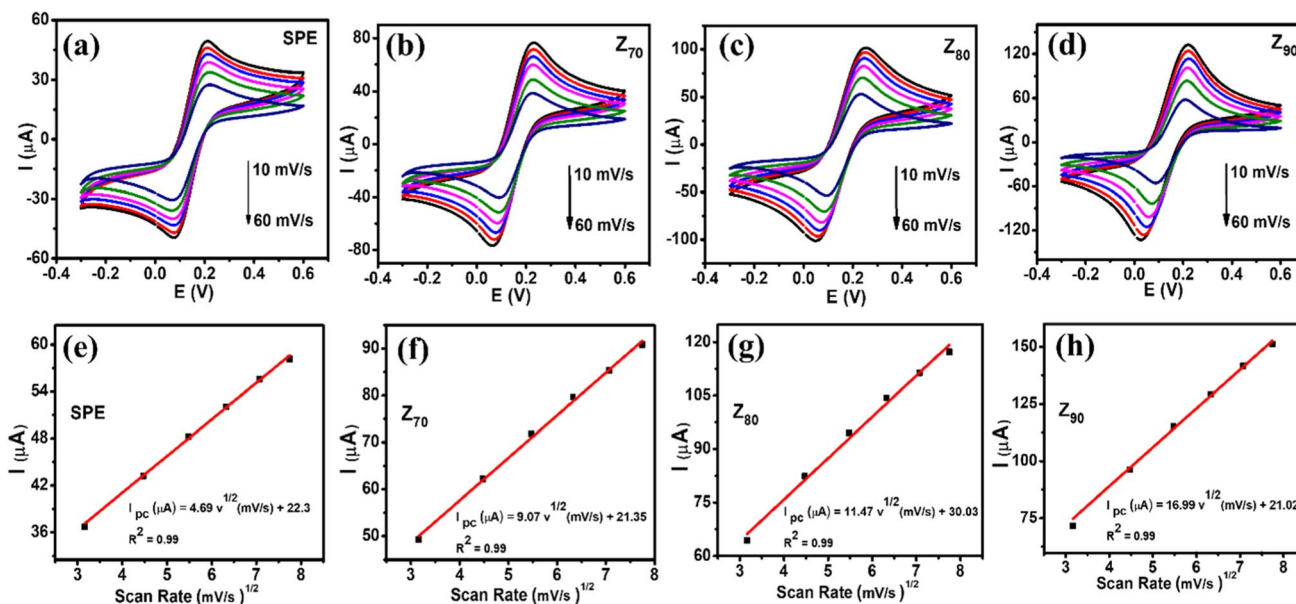 (a)
SPE
60
30
0
-30
-60
I (μA)
10 mV/s
60 mV/s
-0.4 -0.2 0.0 0.2 0.4 0.6
E (V)
(b)
Z70
80
40
0
-40
-80
I (μA)
10 mV/s
60 mV/s
-0.4 -0.2 0.0 0.2 0.4 0.6
E (V)
(c)
Z80
100
50
0
-50
-100
I (μA)
10 mV/s
60 mV/s
-0.4 -0.2 0.0 0.2 0.4 0.6
E (V)
(d)
Z90
120
60
0
-60
-120
I (μA)
10 mV/s
60 mV/s
-0.4 -0.2 0.0 0.2 0.4 0.6
E (V)
(e)
SPE
60
54
48
42
36
I (μA)
I pc (μA) = 4.69 v 1/2 (mV/s) + 22.3
R2 = 0.99
3 4 5 6 7 8
Scan Rate (mV/s) 1/2
(f)
Z70
90
80
70
60
50
I (μA)
I pc (μA) = 9.07 v 1/2 (mV/s) + 21.35
R2 = 0.99
3 4 5 6 7 8
Scan Rate (mV/s) 1/2
(g)
Z80
120
105
90
75
60
I (μA)
I pc (μA) = 11.47 v 1/2 (mV/s) + 30.03
R2 = 0.99
3 4 5 6 7 8
Scan Rate (mV/s) 1/2
(h)
Z90
150
125
100
75
I (μA)
I pc (μA) = 16.99 v 1/2 (mV/s) + 21.02
R2 = 0.99
3 4 5 6 7 8
Scan Rate (mV/s) 1/2